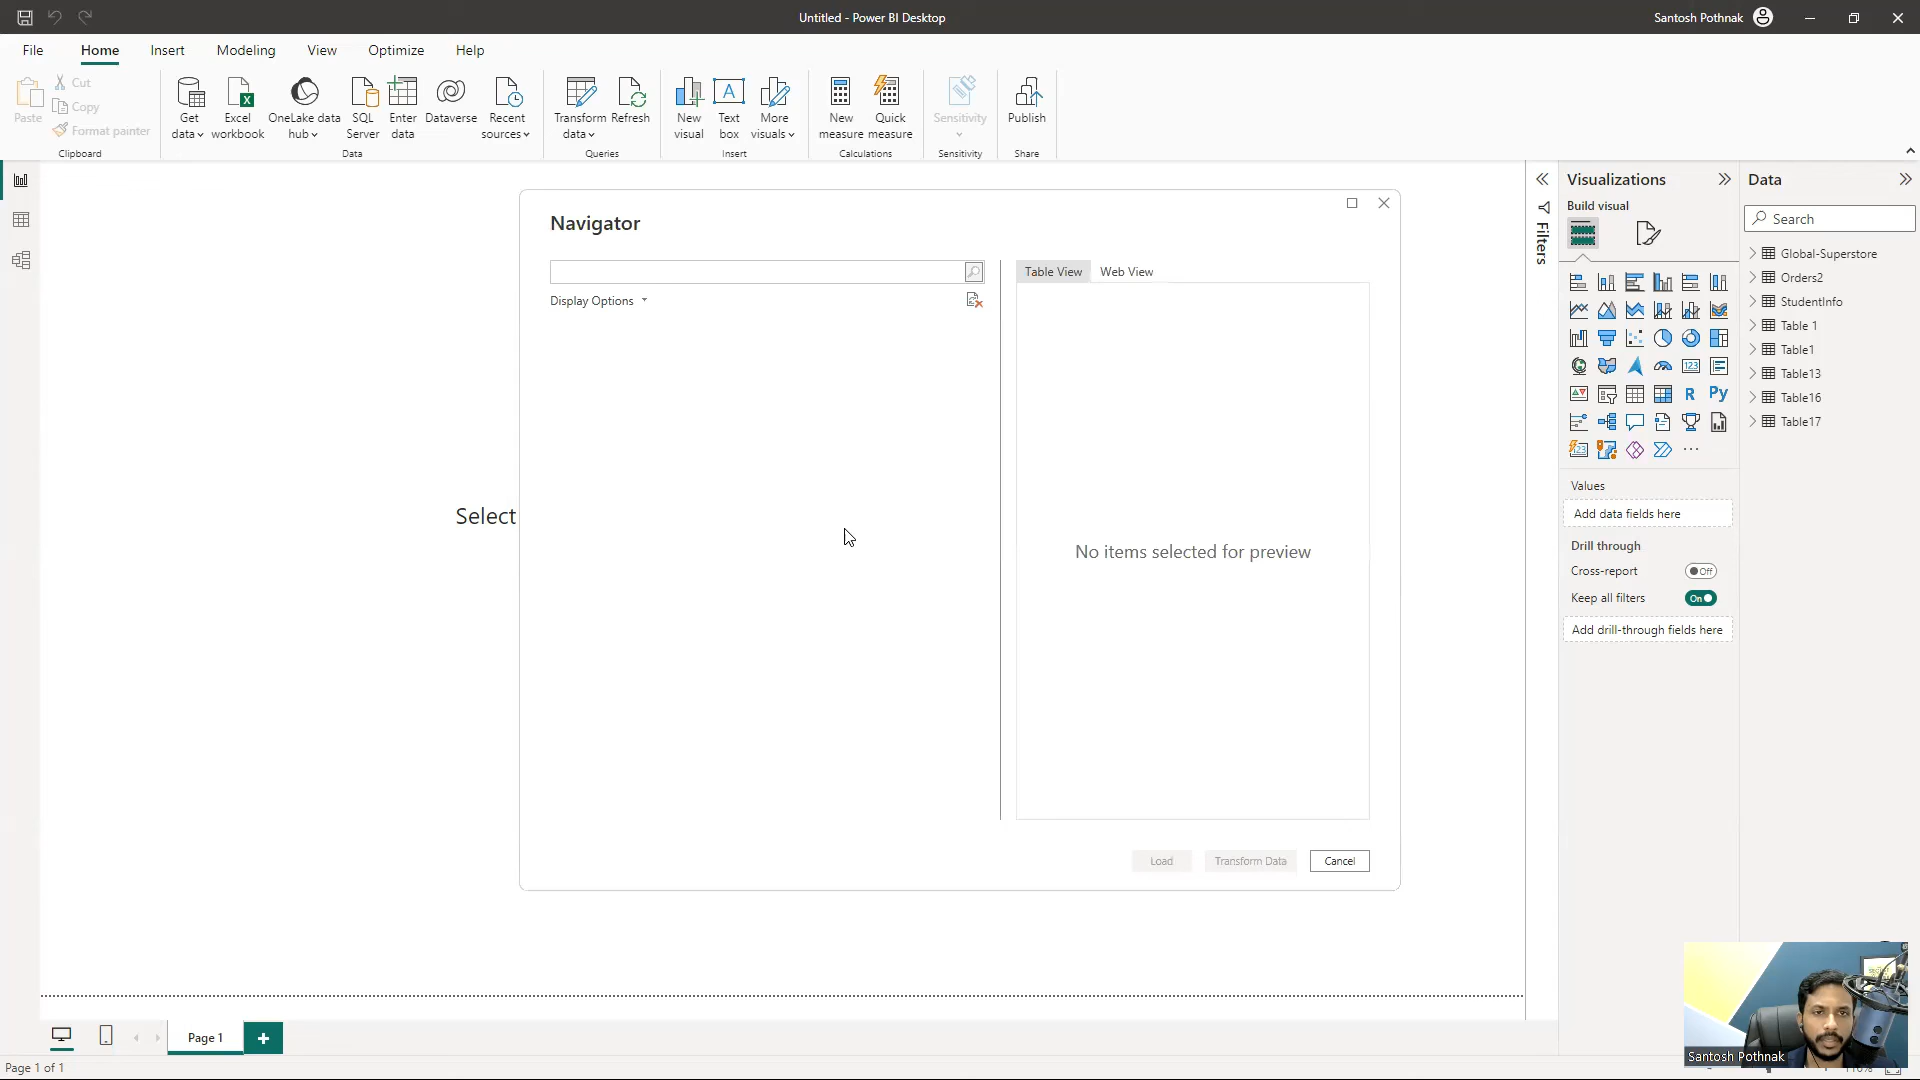 Untitled - Power BI Desktop
Santosh Pothnak
File Home Insert Modeling View Optimize Help
Paste
Cut
Copy
Format painter
Clipboard
Get data
Excel workbook
OneLake data hub
SQL Server
Enter data
Dataverse
Recent sources
Data
Transform data
Refresh
Queries
New visual
Text box
More visuals
Insert
New measure
Quick measure
Calculations
Sensitivity
Sensitivity
Publish
Share
Navigator
Display Options
Table View Web View
No items selected for preview
Load Transform Data Cancel
Select
Filters
Visualizations
Build visual
123
R
Py
123
Values
Add data fields here
Drill through
Cross-report Off
Keep all filters On
Add drill-through fields here
Data
Search
Global-Superstore
Orders2
StudentInfo
Table 1
Table1
Table13
Table16
Table17
Santosh Pothnak
Page 1
Page 1 of 1